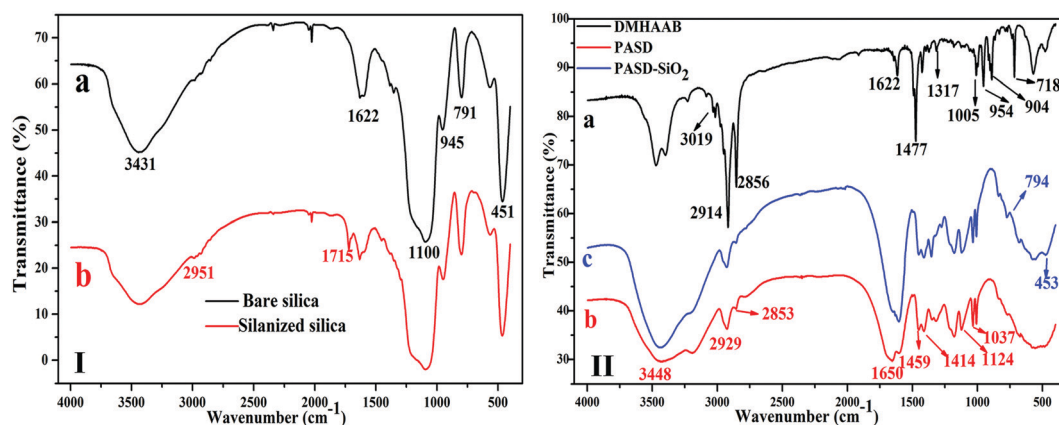 70
60
50
40
30
20
10
0
Transmittance (%)
a
3431
1622
791
945
451
1100
2951
1715
b
Bare silica
Silanized silica
I
4000 3500 3000 2500 2000 1500 1000 500
Wavenumber (cm-1)
100
90
80
70
60
50
40
30
Transmittance (%)
DMHAAB
PASD
PASD-SiO2
II
a
3019
2914
2856
1622
1477
1317
1005
954
904
718
c
794
453
b
3448
2929
2853
1650
1459
1414
1124
1037
II
4000 3500 3000 2500 2000 1500 1000 500
Wavenumber (cm-1)